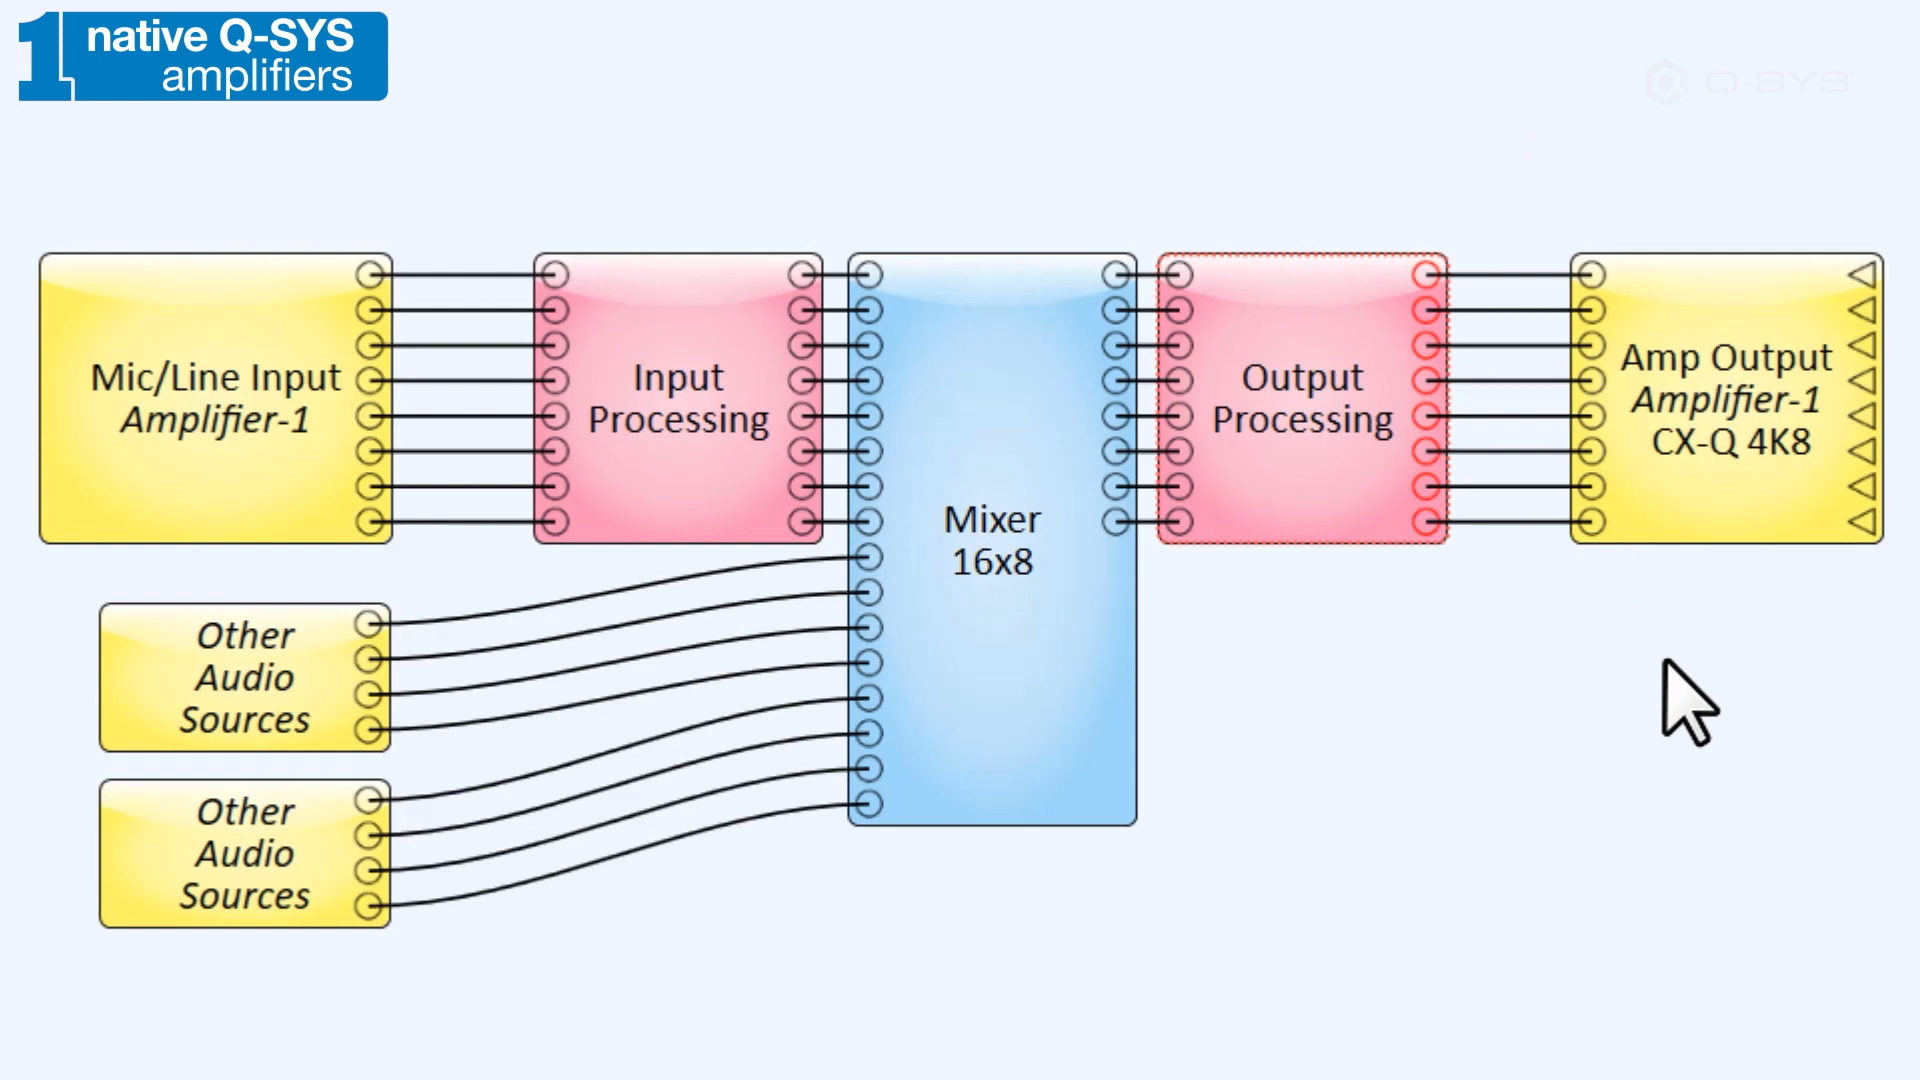 1 native Q-SYS
amplifiers
Q-SYS
Mic/Line Input
Amplifier-1
Input
Processing
Mixer
16x8
Output
Processing
Amp Output
Amplifier-1
CX-Q 4K8
Other
Audio
Sources
Other
Audio
Sources